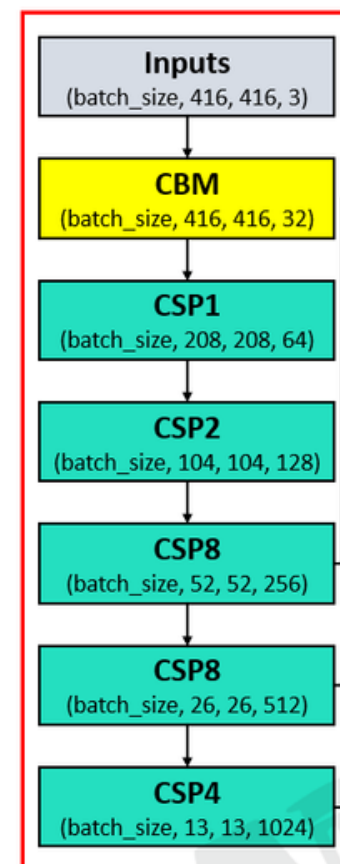 Inputs
(batch_size, 416, 416, 3)
CBM
(batch_size, 416, 416, 32)
CSP1
(batch_size, 208, 208, 64)
CSP2
(batch_size, 104, 104, 128)
CSP8
(batch_size, 52, 52, 256)
CSP8
(batch_size, 26, 26, 512)
CSP4
(batch_size, 13, 13, 1024)